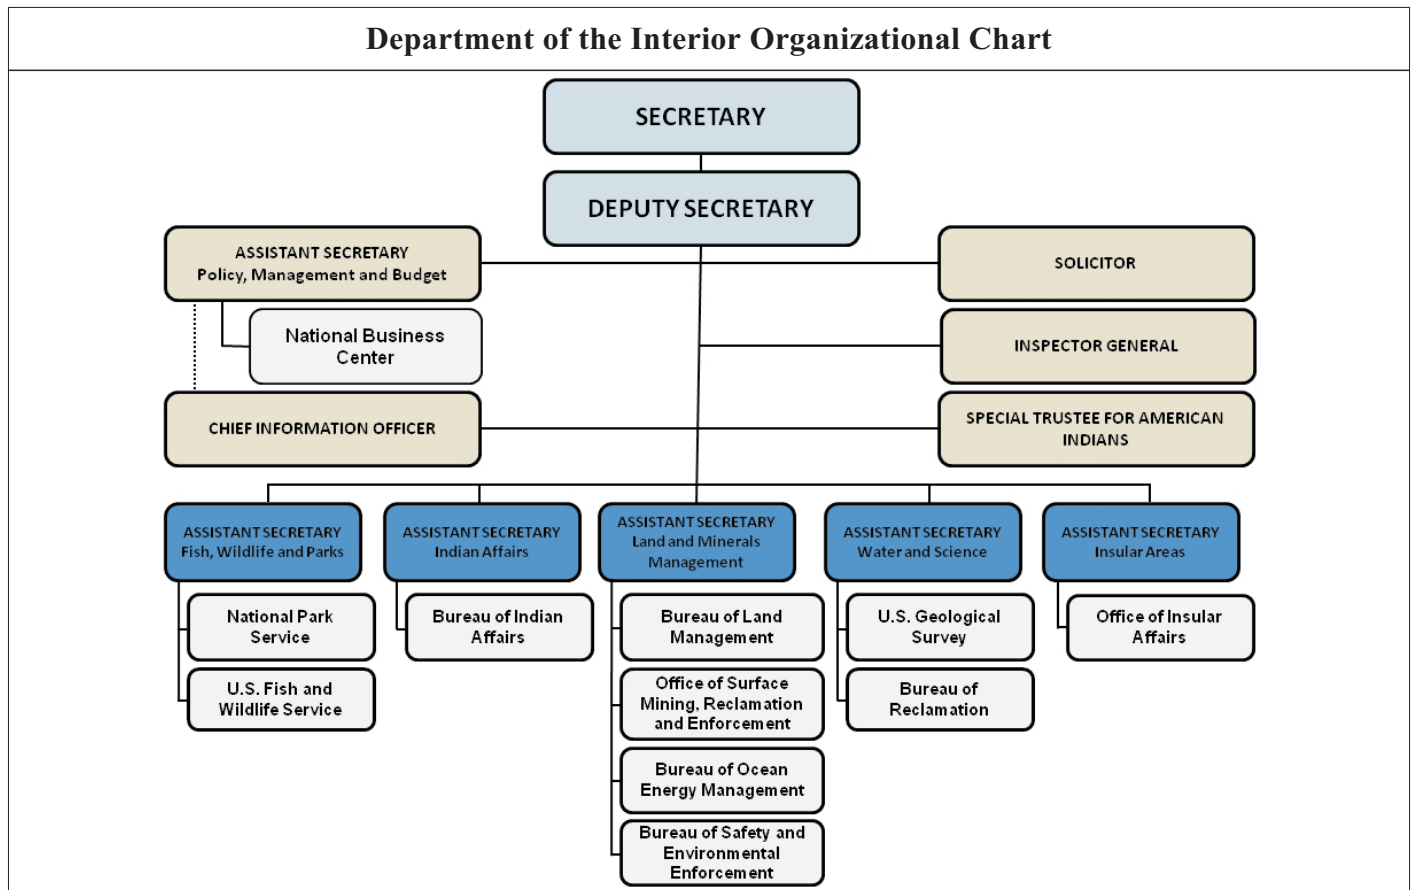 Department of the Interior Organizational Chart
SECRETARY
DEPUTY SECRETARY
ASSISTANT SECRETARY
Policy, Management and Budget
SOLICITOR
National Business
Center
INSPECTOR GENERAL
CHIEF INFORMATION OFFICER
SPECIAL TRUSTEE FOR AMERICAN
INDIANS
ASSISTANT SECRETARY
Fish, Wildlife and Parks
ASSISTANT SECRETARY
Indian Affairs
ASSISTANT SECRETARY
Land and Minerals
Management
ASSISTANT SECRETARY
Water and Science
ASSISTANT SECRETARY
Insular Areas
National Park
Service
U.S. Fish and
Wildlife Service
Bureau of Indian
Affairs
Bureau of Land
Management
Office of Surface
Mining, Reclamation
and Enforcement
Bureau of Ocean
Energy Management
Bureau of Safety and
Environmental
Enforcement
U.S. Geological
Survey
Bureau of
Reclamation
Office of Insular
Affairs